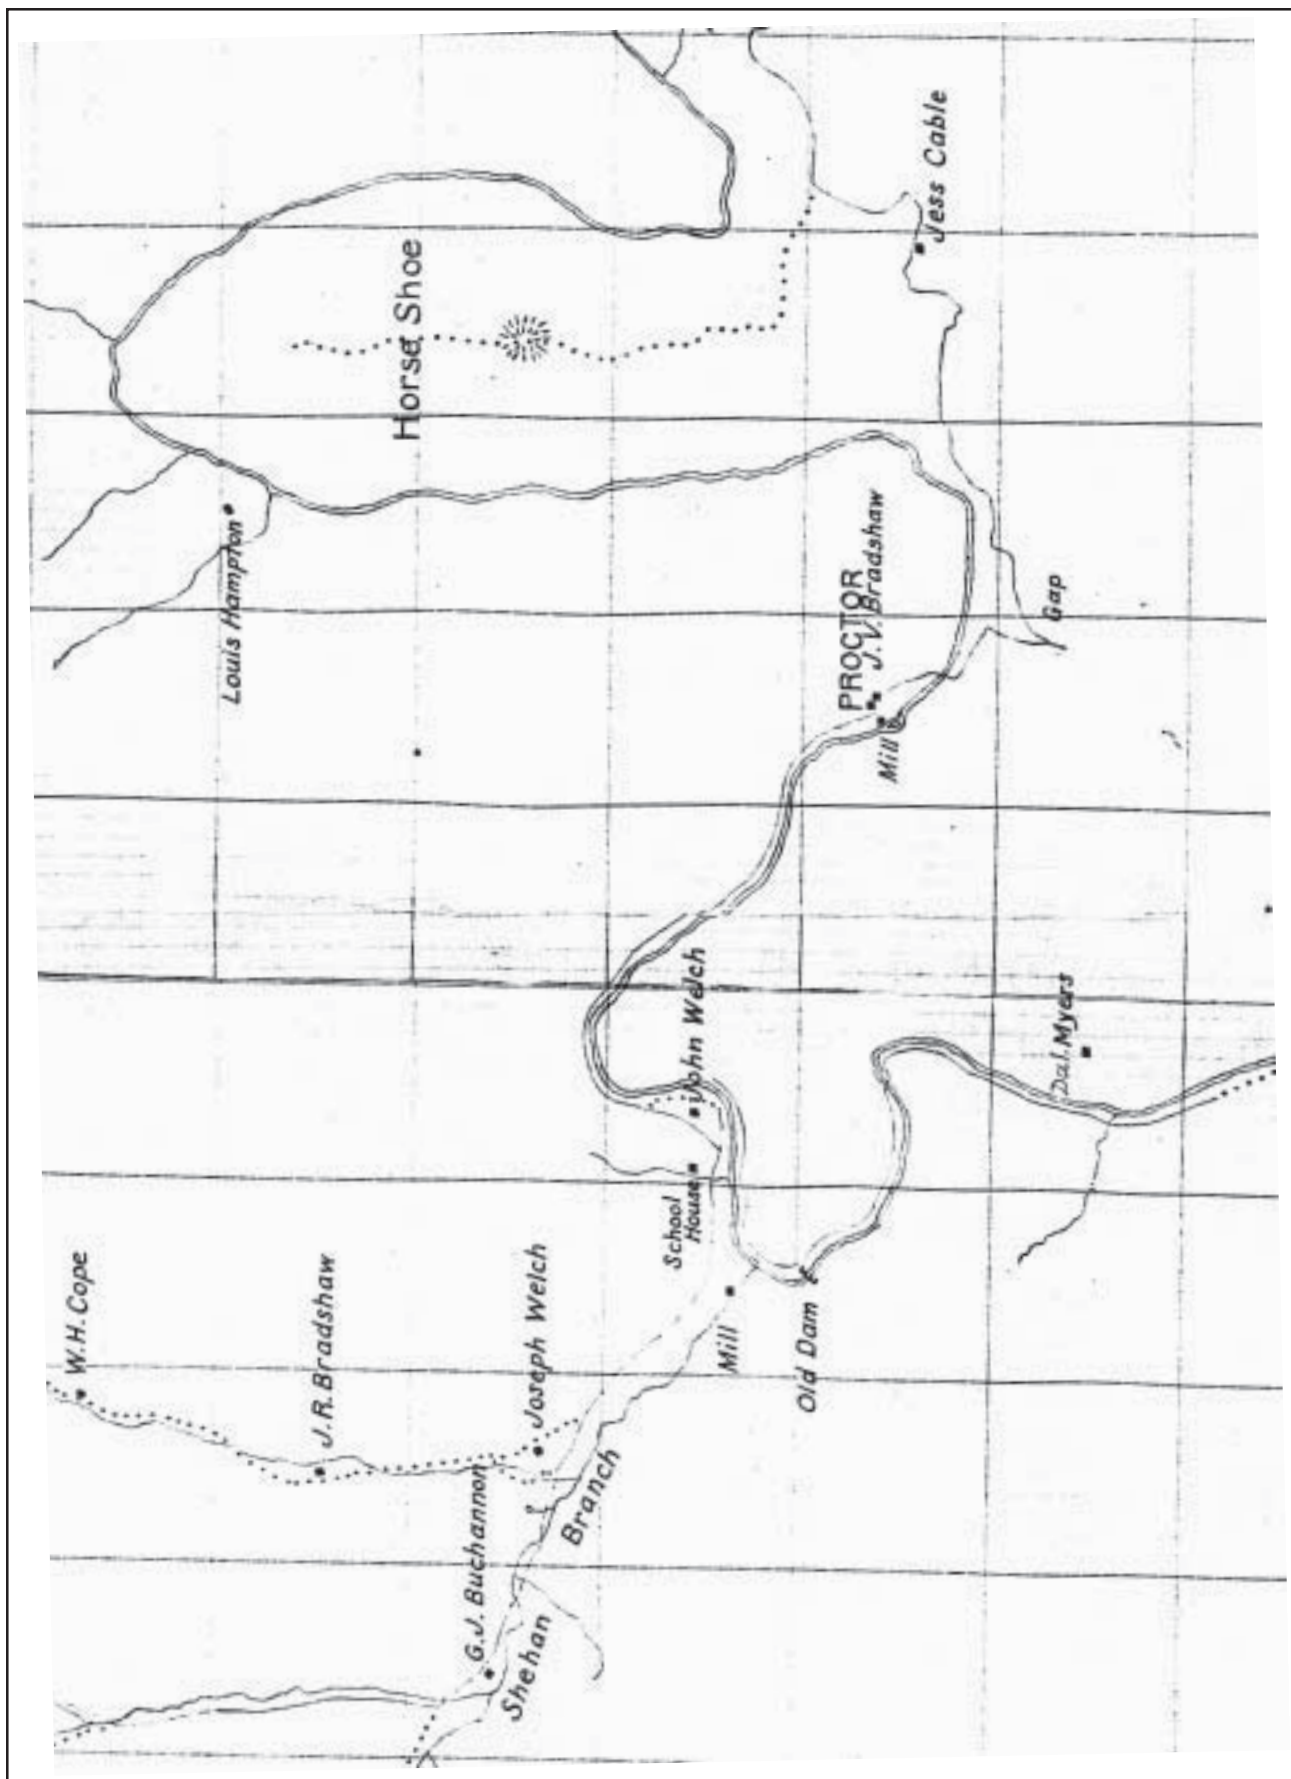 Horse Shoe
Jess Cable
Louis Hampton
PROCTOR
J.V. Bradshaw
Mill
Gap
John Welch
Dal. Myers
School
House
W.H. Cope
J.R. Bradshaw
Joseph Welch
Mill
Old Dam
G.J. Buchannon
Shehan Branch